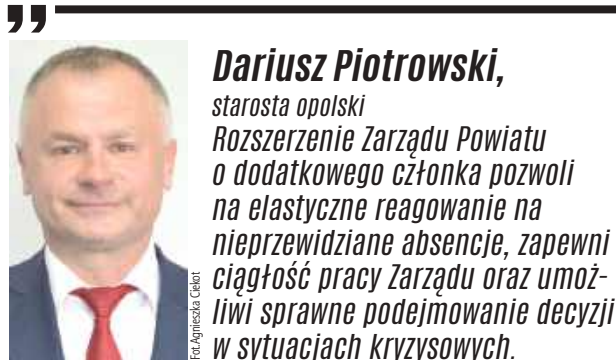 ”
Dariusz Piotrowski,
starosta opolski
Rozszerzenie Zarządu Powiatu
o dodatkowego członka pozwoli
na elastyczne reagowanie na
nieprzewidziane absencje, zapewni
ciągłość pracy Zarządu oraz umoż-
liwi sprawne podejmowanie decyzji
w sytuacjach kryzysowych.
Fot. Agnieszka Ciekot